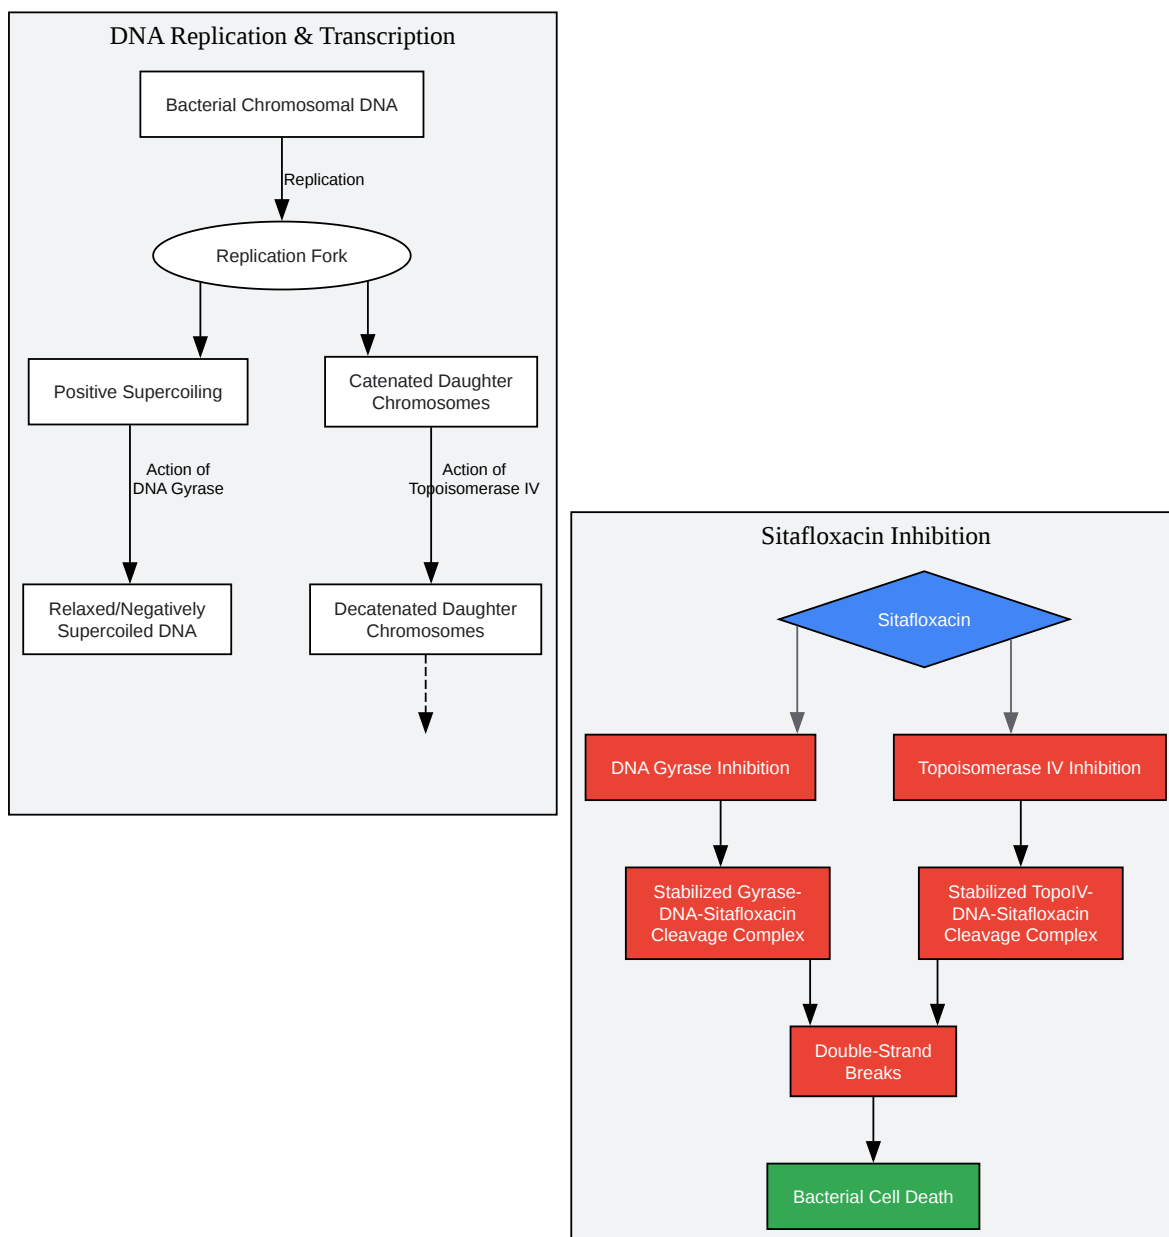 DNA Replication & Transcription
Bacterial Chromosomal DNA
Replication
Replication Fork
Positive Supercoiling
Catenated Daughter
Chromosomes
Action of
DNA Gyrase
Action of
Topoisomerase IV
Relaxed/Negatively
Supercoiled DNA
Decatenated Daughter
Chromosomes
Sitafloxacin Inhibition
Sitafloxacin
DNA Gyrase Inhibition
Topoisomerase IV Inhibition
Stabilized Gyrase-
DNA-Sitafloxacin
Cleavage Complex
Stabilized TopoIV-
DNA-Sitafloxacin
Cleavage Complex
Double-Strand
Breaks
Bacterial Cell Death